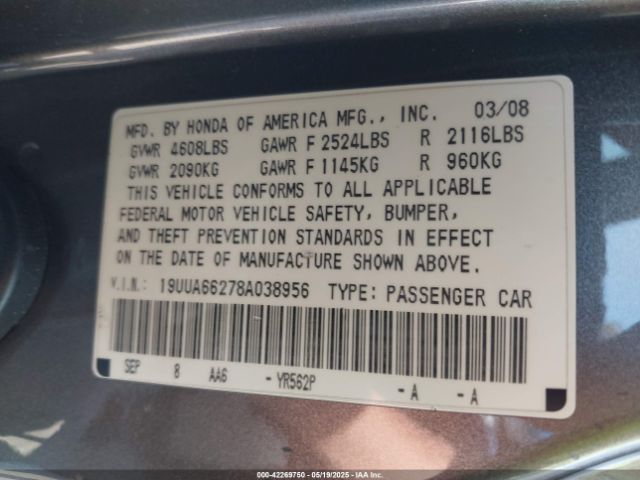 MFD. BY HONDA OF AMERICA MFG., INC. 03/08
GVWR 4608LBS GAWR F 2524LBS R 2116LBS
GVWR 2090KG GAWR F 1145KG R 960KG
THIS VEHICLE CONFORMS TO ALL APPLICABLE
FEDERAL MOTOR VEHICLE SAFETY, BUMPER,
AND THEFT PREVENTION STANDARDS IN EFFECT
ON THE DATE OF MANUFACTURE SHOWN ABOVE.
V.I.N.: 19UUA66278A038956 TYPE: PASSENGER CAR
SEP 8 AA6 - YR562P - A - A
000-42269750 | 05/19/2025 | IAA Inc.